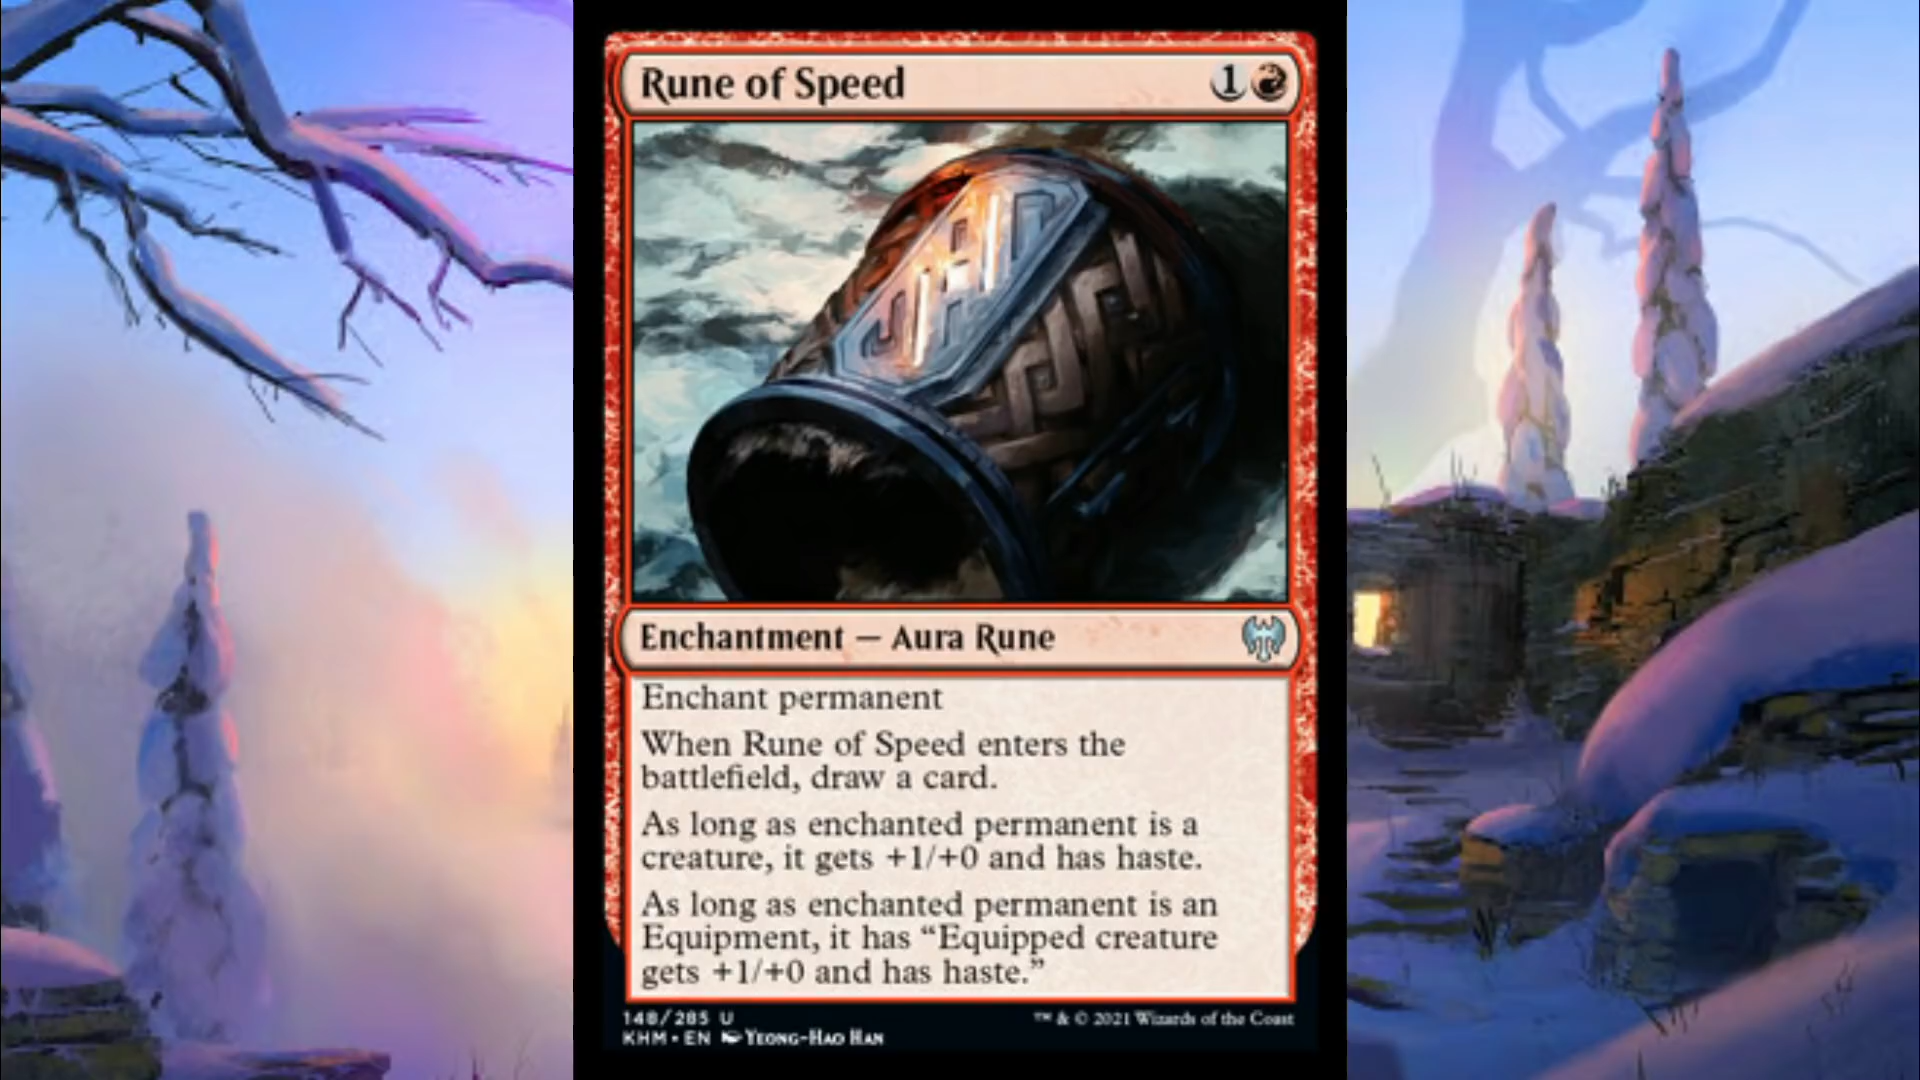 Rune of Speed
1
Enchantment — Aura Rune
Enchant permanent
When Rune of Speed enters the
battlefield, draw a card.
As long as enchanted permanent is a
creature, it gets +1/+0 and has haste.
As long as enchanted permanent is an
Equipment, it has “Equipped creature
gets +1/+0 and has haste.”
148/285 U
™ & © 2021 Wizards of the Coast
KHM • EN Yeong-Hao Han